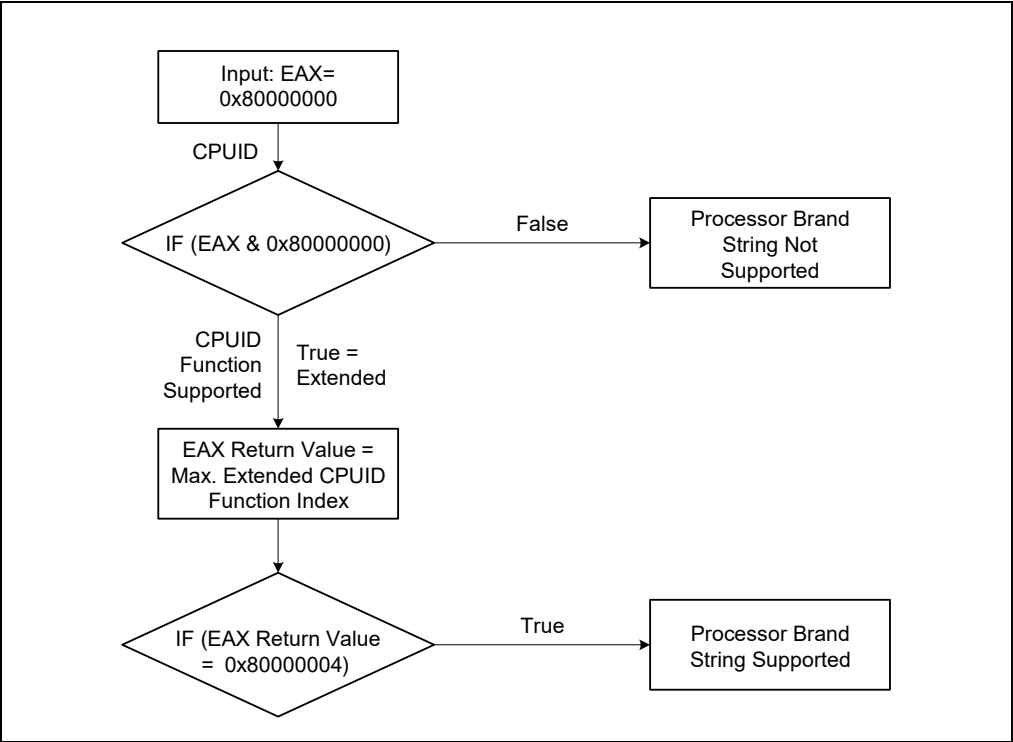 Input: EAX=
0x80000000
CPUID
IF (EAX & 0x80000000)
False
Processor Brand
String Not
Supported
CPUID
Function
Supported
True =
Extended
EAX Return Value =
Max. Extended CPUID
Function Index
IF (EAX Return Value
= 0x80000004)
True
Processor Brand
String Supported